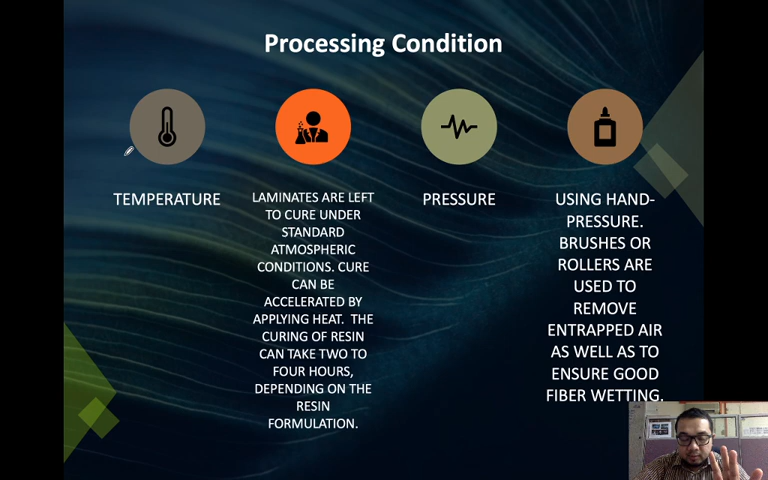 Processing Condition
TEMPERATURE
LAMINATES ARE LEFT
TO CURE UNDER
STANDARD
ATMOSPHERIC
CONDITIONS. CURE
CAN BE
ACCELERATED BY
APPLYING HEAT. THE
CURING OF RESIN
CAN TAKE TWO TO
FOUR HOURS,
DEPENDING ON THE
RESIN
FORMULATION.
PRESSURE
USING HAND-
PRESSURE.
BRUSHES OR
ROLLERS ARE
USED TO
REMOVE
ENTRAPPED AIR
AS WELL AS TO
ENSURE GOOD
FIBER WETTING.